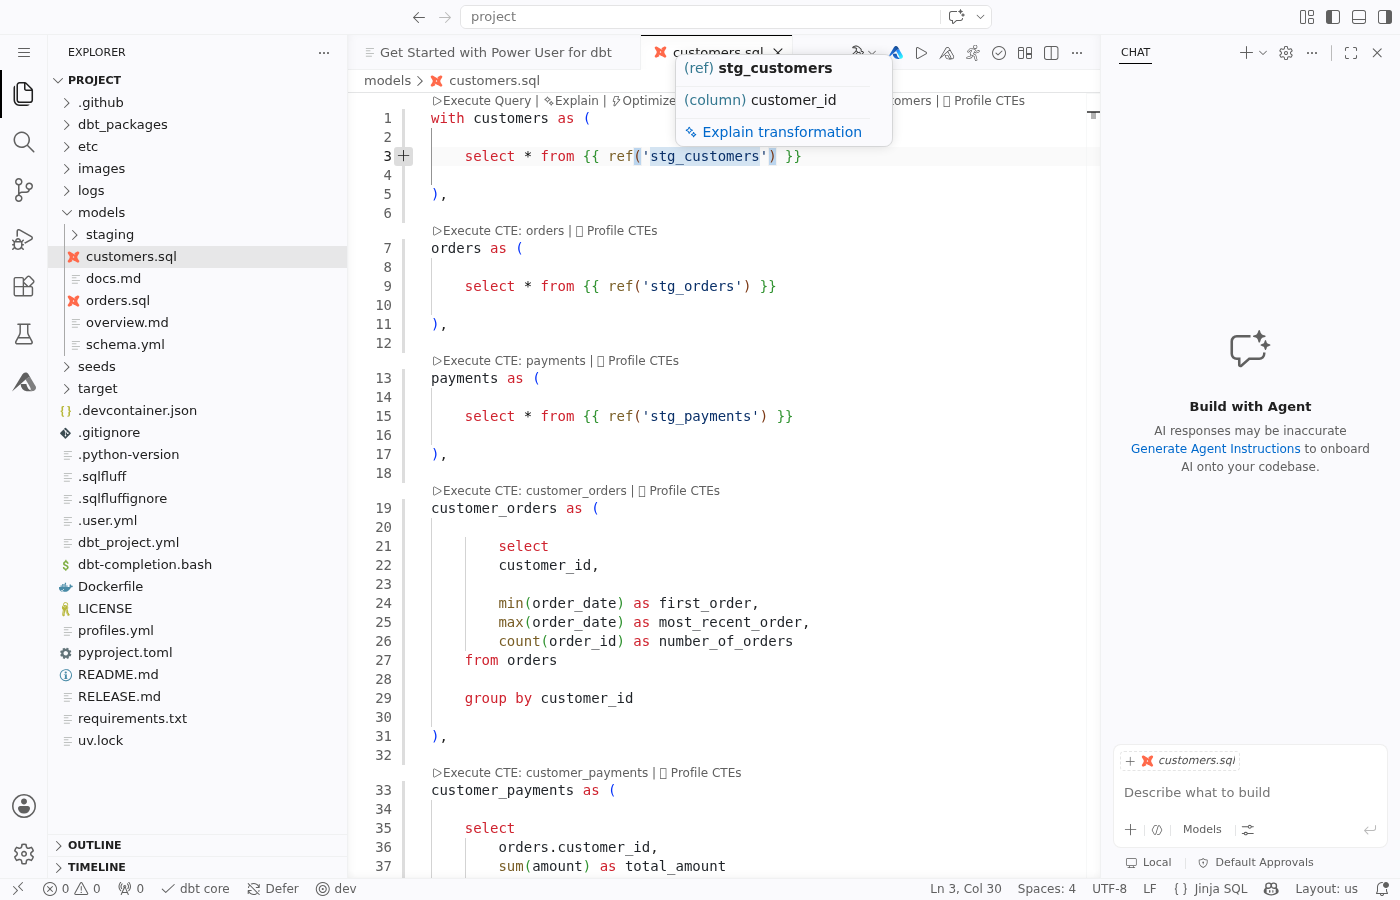 project
EXPLORER
PROJECT
.github
dbt_packages
etc
images
logs
models
staging
customers.sql
docs.md
orders.sql
overview.md
schema.yml
seeds
target
.devcontainer.json
.gitignore
.python-version
.sqlfluff
.sqlfluffignore
.user.yml
dbt_project.yml
dbt-completion.bash
Dockerfile
LICENSE
profiles.yml
pyproject.toml
README.md
RELEASE.md
requirements.txt
uv.lock
OUTLINE
TIMELINE
Get Started with Power User for dbt
customers.sql
models > customers.sql
(ref) stg_customers
(column) customer_id
Explain transformation
Execute Query | Explain | Optimize
Profile CTEs
1 with customers as (
2
3 select * from {{ ref('stg_customers') }}
4
5 ),
6
Execute CTE: orders | Profile CTEs
7 orders as (
8
9 select * from {{ ref('stg_orders') }}
10
11 ),
12
Execute CTE: payments | Profile CTEs
13 payments as (
14
15 select * from {{ ref('stg_payments') }}
16
17 ),
18
Execute CTE: customer_orders | Profile CTEs
19 customer_orders as (
20
21 select
22 customer_id,
23
24 min(order_date) as first_order,
25 max(order_date) as most_recent_order,
26 count(order_id) as number_of_orders
27 from orders
28
29 group by customer_id
30
31 ),
32
Execute CTE: customer_payments | Profile CTEs
33 customer_payments as (
34
35 select
36 orders.customer_id,
37 sum(amount) as total_amount
CHAT
Build with Agent
AI responses may be inaccurate
Generate Agent Instructions to onboard
AI onto your codebase.
customers.sql
Describe what to build
Models
Local
Default Approvals
0 0 0 dbt core Defer dev
Ln 3, Col 30 Spaces: 4 UTF-8 LF { } Jinja SQL Layout: us